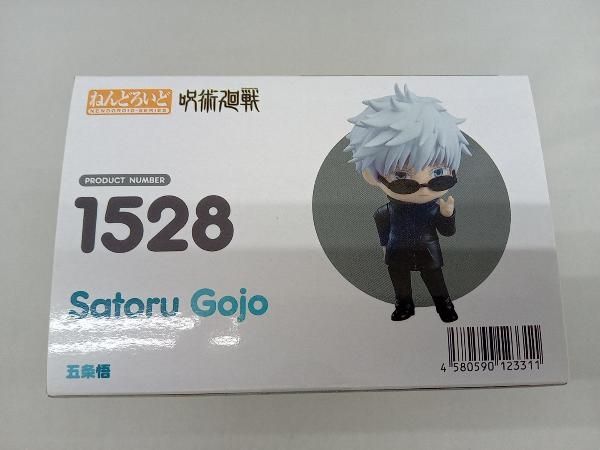 ねんどろいど
NENDOROID-SERIES
呪術廻戦
PRODUCT NUMBER
1528
Satoru Gojo
五条悟
4 580590 123311